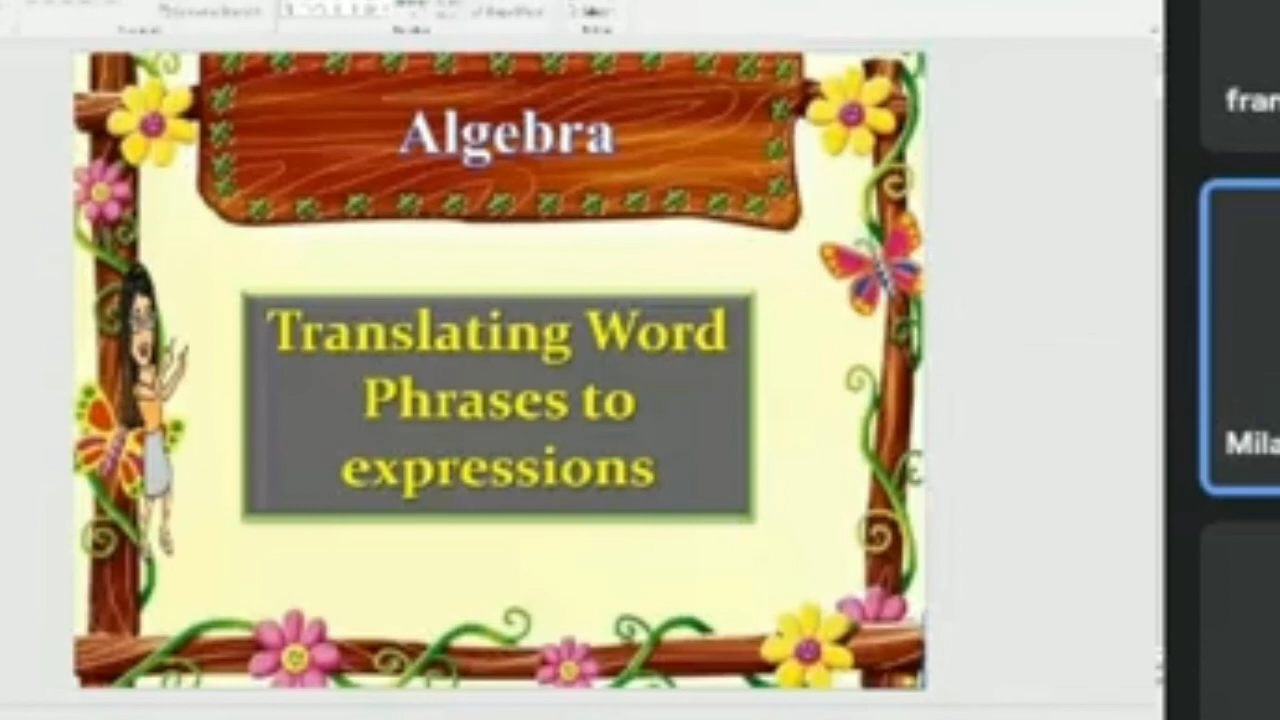 Algebra
Translating Word
Phrases to
expressions